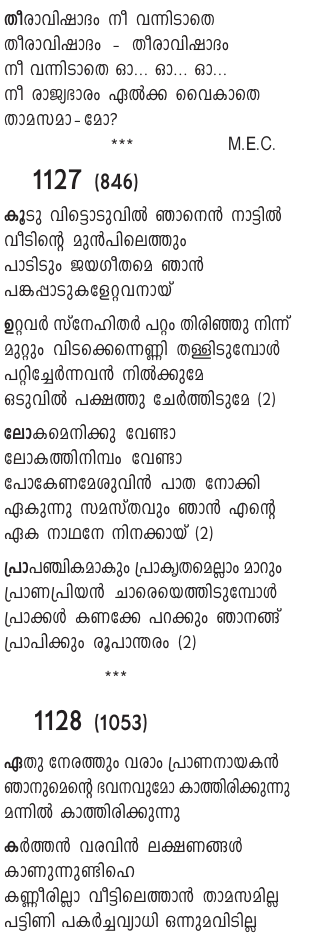 തീരാവിഷാദം നീ വന്നിടാതെ
തീരാവിഷാദം - തീരാവിഷാദം
നീ വന്നിടാതെ ഓ... ഓ... ഓ...
നീ രാജ്യഭാരം ഏൽക്ക വൈകാതെ
താമസമാ-മോ?
*** M.E.C.
1127 (846)
കൂടു വിട്ടൊടുവിൽ ഞാനെൻ നാട്ടിൽ
വീടിന്റെ മുൻപിലെത്തും
പാടിടും ജയഗീതമെ ഞാൻ
പങ്കപ്പാടുകളേറ്റവനായ്
ഉറ്റവർ സ്നേഹിതർ പറ്റം തിരിഞ്ഞു നിന്ന്
മുറ്റും വിടക്കെന്നെണ്ണി തള്ളിടുമ്പോൾ
പറ്റിച്ചേർന്നവൻ നിൽക്കുമേ
ഒടുവിൽ പക്ഷത്തു ചേർത്തിടുമേ (2)
ലോകമെനിക്കു വേണ്ടാ
ലോകത്തിനിമ്പം വേണ്ടാ
പോകേണമേശുവിൻ പാത നോക്കി
ഏകുന്നു സമസ്തവും ഞാൻ എന്റെ
ഏക നാഥനേ നിനക്കായ് (2)
പ്രാപഞ്ചികമാകും പ്രാകൃതമെല്ലാം മാറും
പ്രാണപ്രിയൻ ചാരെയെത്തിടുമ്പോൾ
പ്രാക്കൾ കണക്കേ പറക്കും ഞാനങ്ങ്
പ്രാപിക്കും രൂപാന്തരം (2)
***
1128 (1053)
ഏതു നേരത്തും വരാം പ്രാണനായകൻ
ഞാനുമെന്റെ ഭവനവുമോ കാത്തിരിക്കുന്നു
മന്നിൽ കാത്തിരിക്കുന്നു
കർത്തൻ വരവിൻ ലക്ഷണങ്ങൾ
കാണുന്നുണ്ടിഹെ
കണ്ണീരില്ലാ വീട്ടിലെത്താൻ താമസമില്ല
പട്ടിണി പകർച്ചവ്യാധി ഒന്നുമവിടില്ല